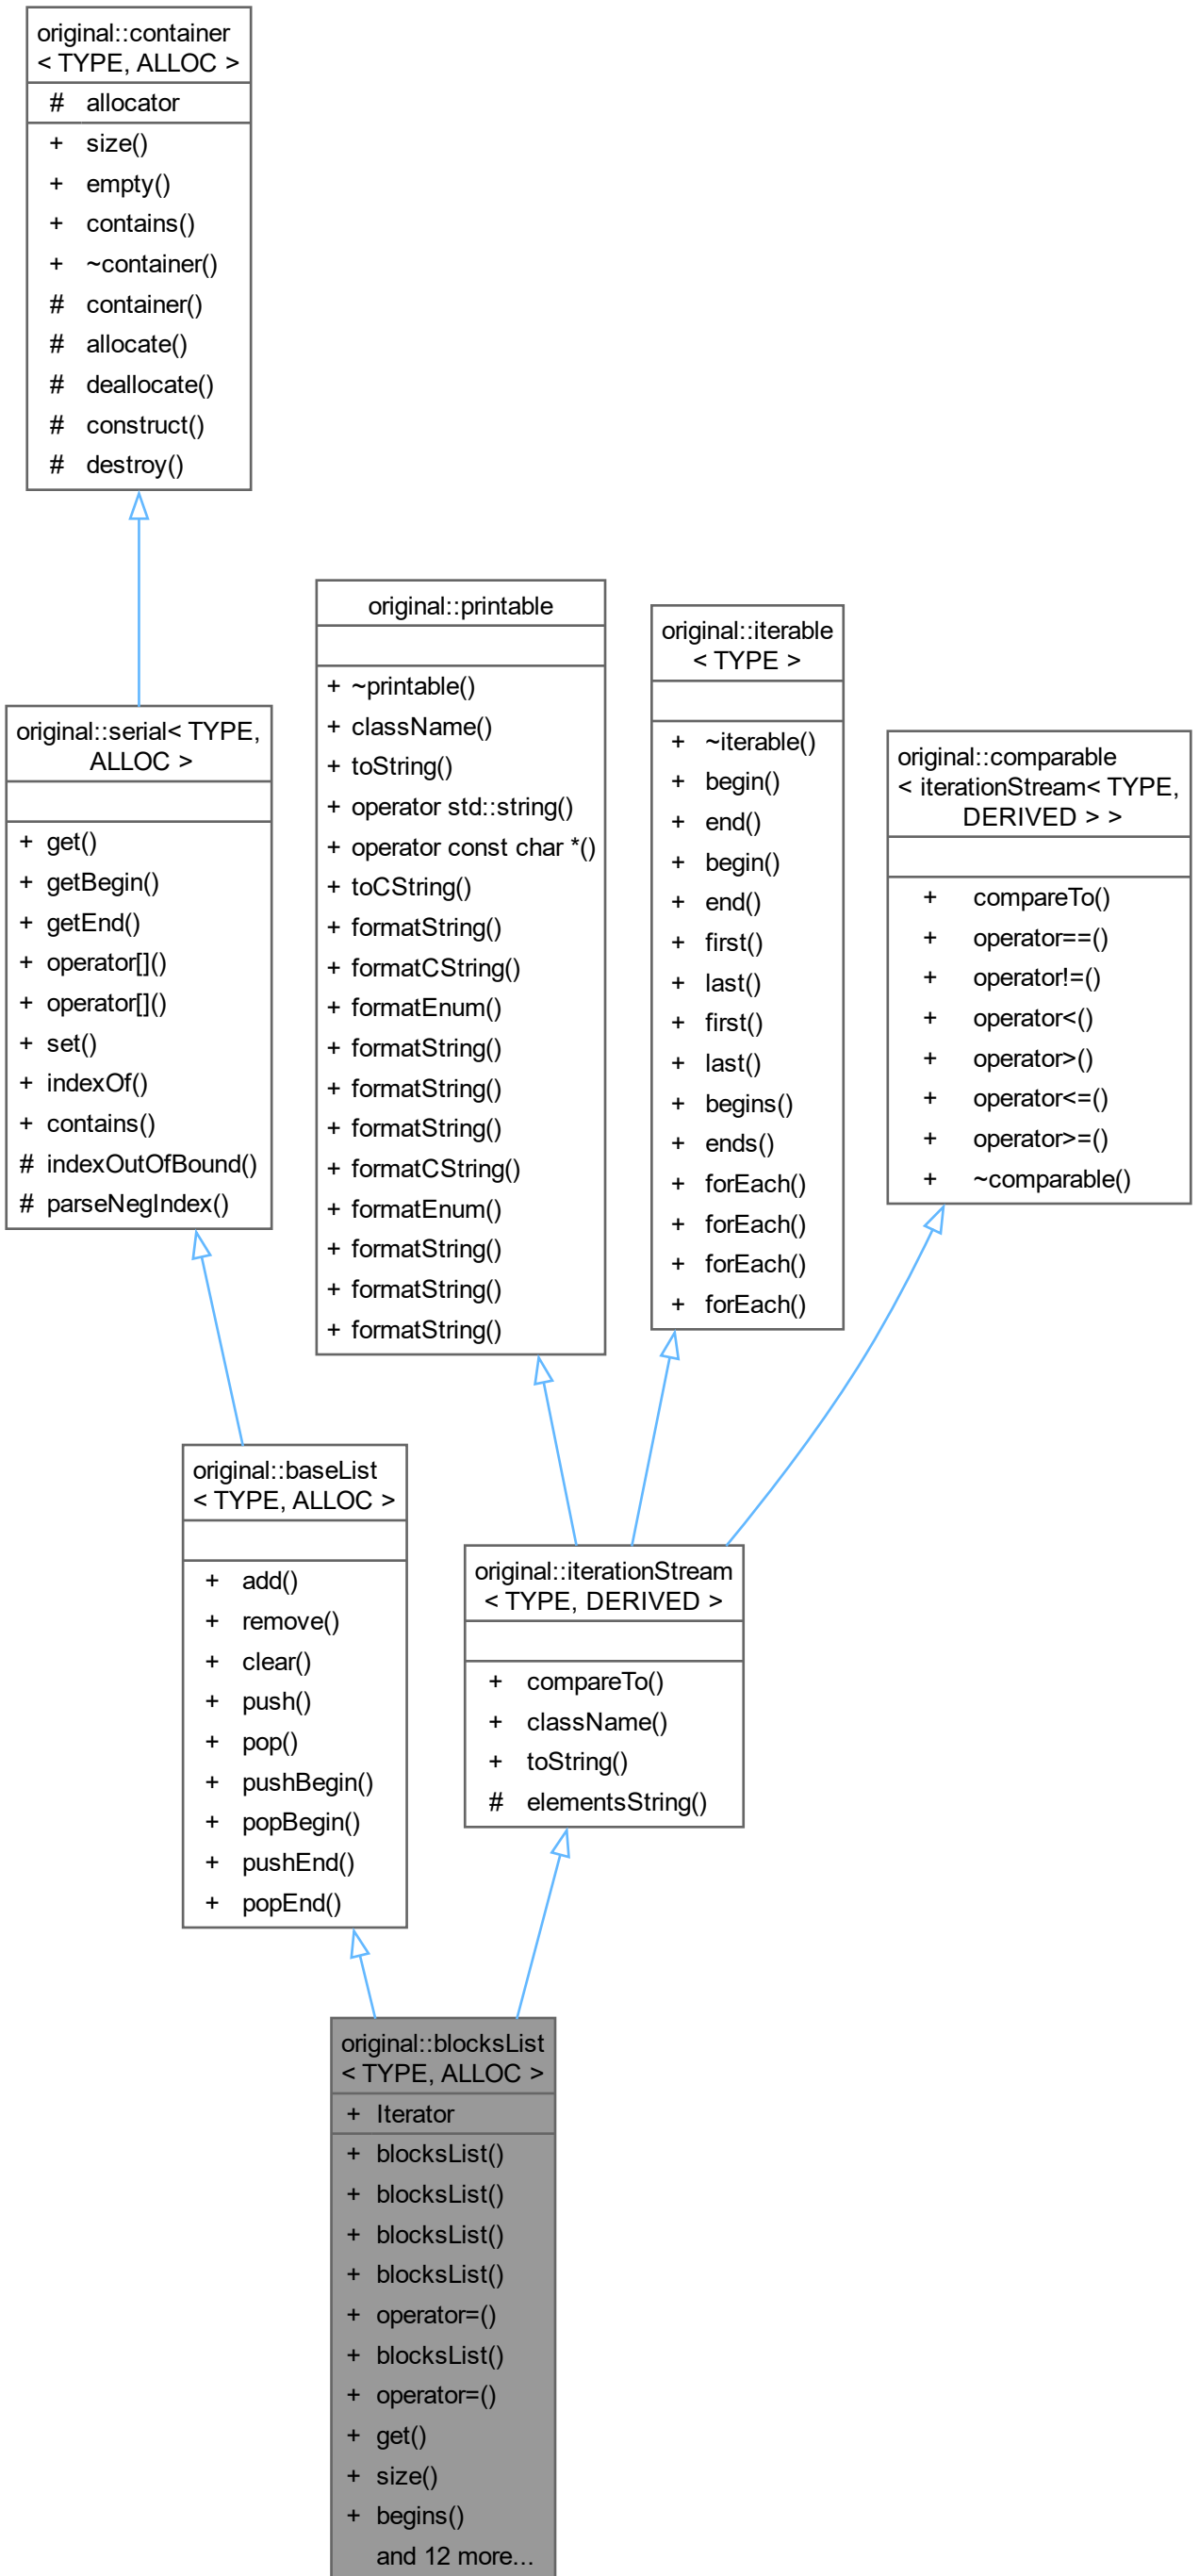 original::container
< TYPE, ALLOC >
# allocator
+ size()
+ empty()
+ contains()
+ ~container()
# container()
# allocate()
# deallocate()
# construct()
# destroy()
original::serial< TYPE,
ALLOC >
+ get()
+ getBegin()
+ getEnd()
+ operator[]()
+ operator[]()
+ set()
+ indexOf()
+ contains()
# indexOutOfBound()
# parseNegIndex()
original::printable
+ ~printable()
+ className()
+ toString()
+ operator std::string()
+ operator const char *()
+ toCString()
+ formatString()
+ formatCString()
+ formatEnum()
+ formatString()
+ formatString()
+ formatString()
+ formatCString()
+ formatEnum()
+ formatString()
+ formatString()
+ formatString()
original::iterable
< TYPE >
+ ~iterable()
+ begin()
+ end()
+ begin()
+ end()
+ first()
+ last()
+ first()
+ last()
+ begins()
+ ends()
+ forEach()
+ forEach()
+ forEach()
+ forEach()
original::comparable
< iterationStream< TYPE,
DERIVED > >
+ compareTo()
+ operator==()
+ operator!=()
+ operator<()
+ operator>()
+ operator<=()
+ operator>=()
+ ~comparable()
original::baseList
< TYPE, ALLOC >
+ add()
+ remove()
+ clear()
+ push()
+ pop()
+ pushBegin()
+ popBegin()
+ pushEnd()
+ popEnd()
original::iterationStream
< TYPE, DERIVED >
+ compareTo()
+ className()
+ toString()
# elementsString()
original::blocksList
< TYPE, ALLOC >
+ Iterator
+ blocksList()
+ blocksList()
+ blocksList()
+ blocksList()
+ operator=()
+ blocksList()
+ operator=()
+ get()
+ size()
+ begins()
and 12 more...